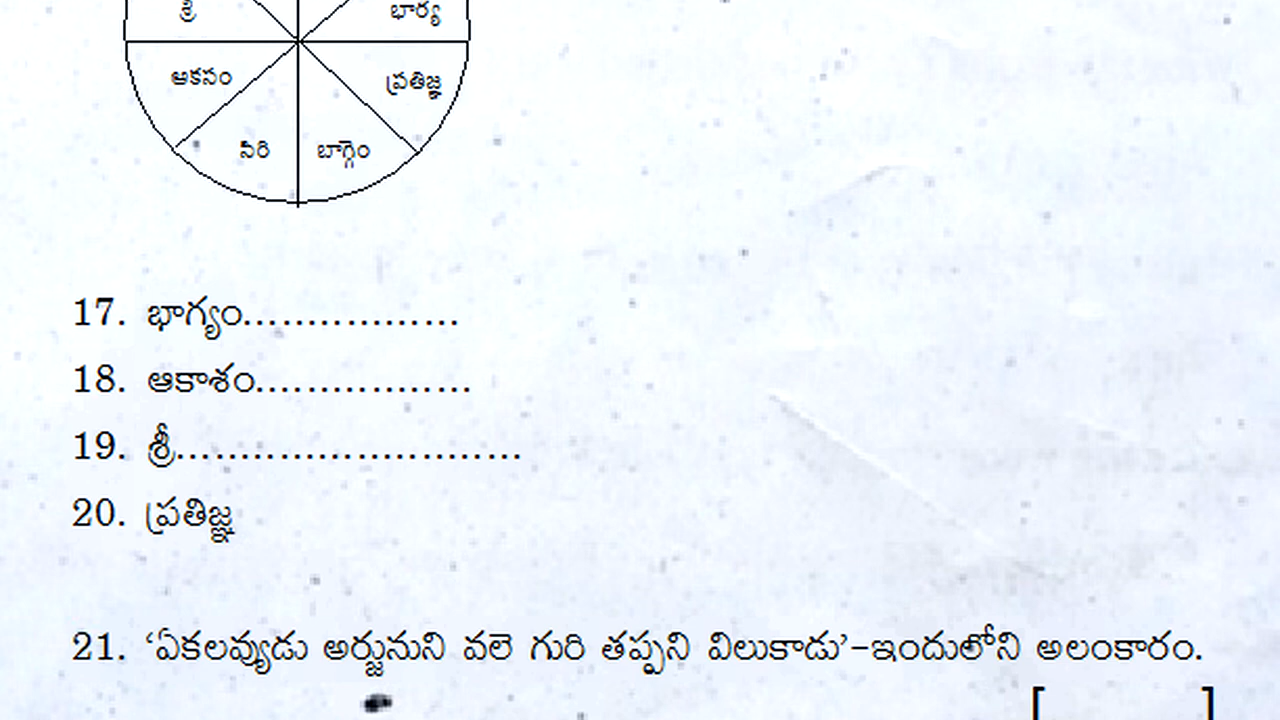 శ్రీ భార్య
ఆకసం ప్రతిజ్ఞ
సిరి బాగ్గెం
17. భాగ్యం.................
18. ఆకాశం.................
19. శ్రీ...........................
20. ప్రతిజ్ఞ
21. ‘ఏకలవ్యుడు అర్జునుని వలె గురి తప్పని విలుకాడు’-ఇందులోని అలంకారం.
[ ]